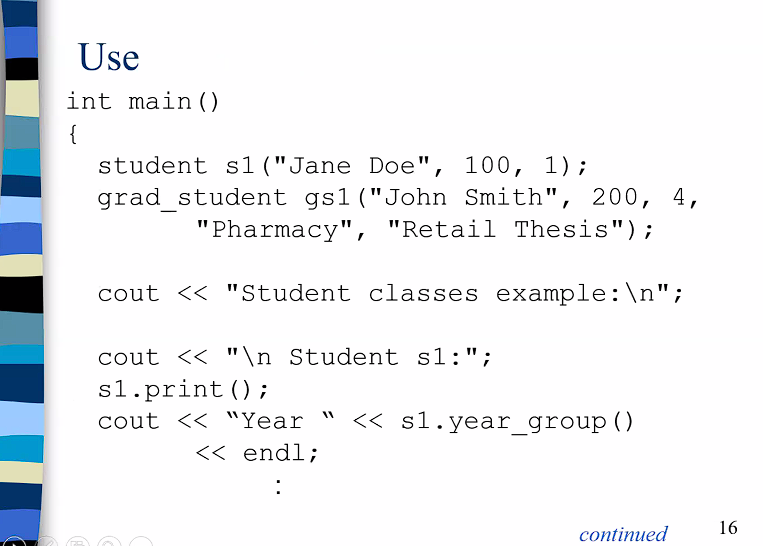 Use
int main()
{
student s1("Jane Doe", 100, 1);
grad_student gs1("John Smith", 200, 4,
"Pharmacy", "Retail Thesis");
cout << "Student classes example:\n";
cout << "\n Student s1:";
s1.print();
cout << “Year “ << s1.year_group()
<< endl;
:
continued
16